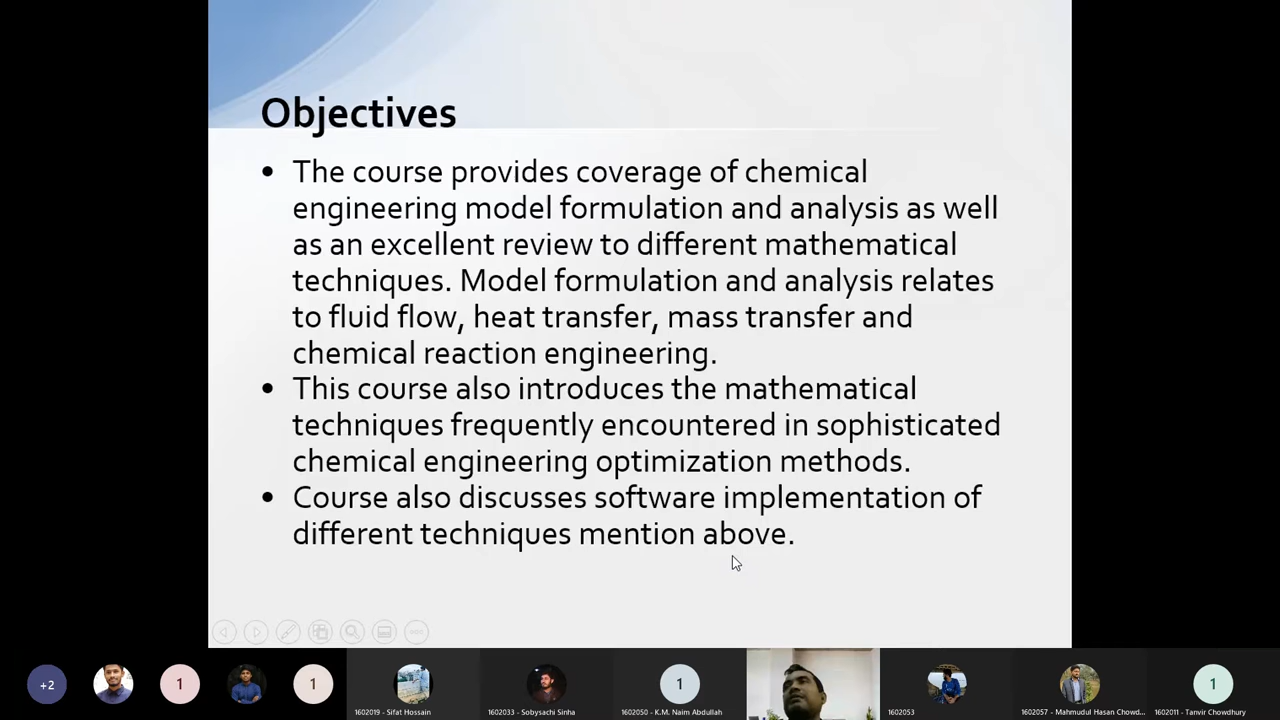 Objectives
• The course provides coverage of chemical
engineering model formulation and analysis as well
as an excellent review to different mathematical
techniques. Model formulation and analysis relates
to fluid flow, heat transfer, mass transfer and
chemical reaction engineering.
• This course also introduces the mathematical
techniques frequently encountered in sophisticated
chemical engineering optimization methods.
• Course also discusses software implementation of
different techniques mention above.
+2
1
1
1
1
1602019 - Sifat Hossain
1602033 - Sobysachi Sinha
1602050 - K.M. Naim Abdullah
1602053
1602057 - Mahmudul Hasan Chowd...
1602011 - Tanvir Chowdhury